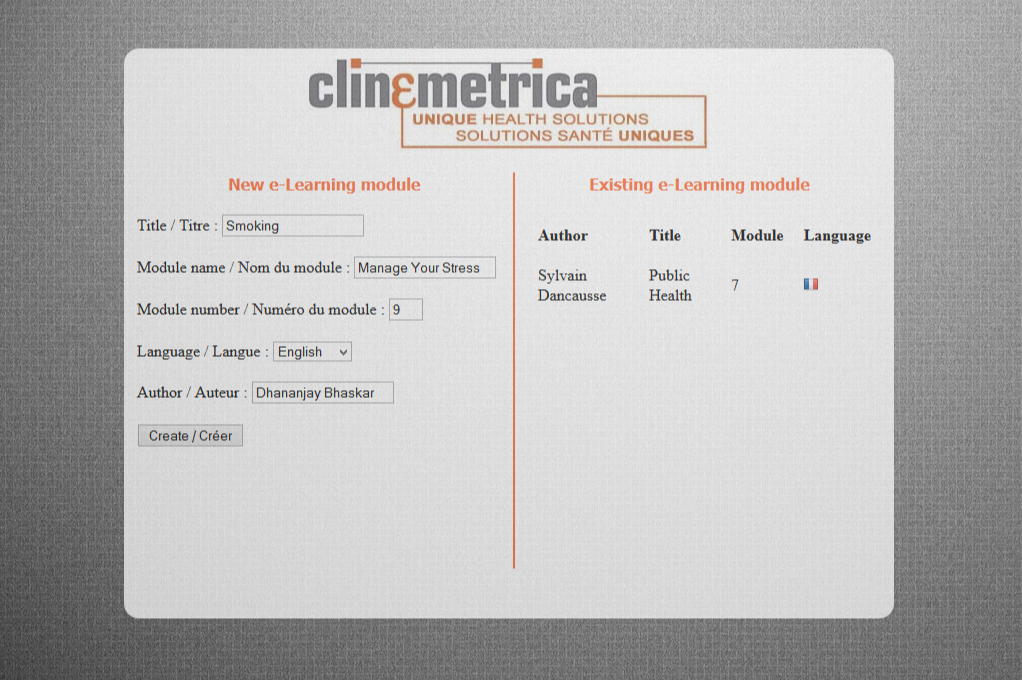 clinεmetrica
UNIQUE HEALTH SOLUTIONS
SOLUTIONS SANTÉ UNIQUES
New e-Learning module
Title / Titre : Smoking
Module name / Nom du module : Manage Your Stress
Module number / Numéro du module : 9
Language / Langue : English
Author / Auteur : Dhananjay Bhaskar
Create / Créer
Existing e-Learning module
Author Title Module Language
Sylvain Public
Dancausse Health 7